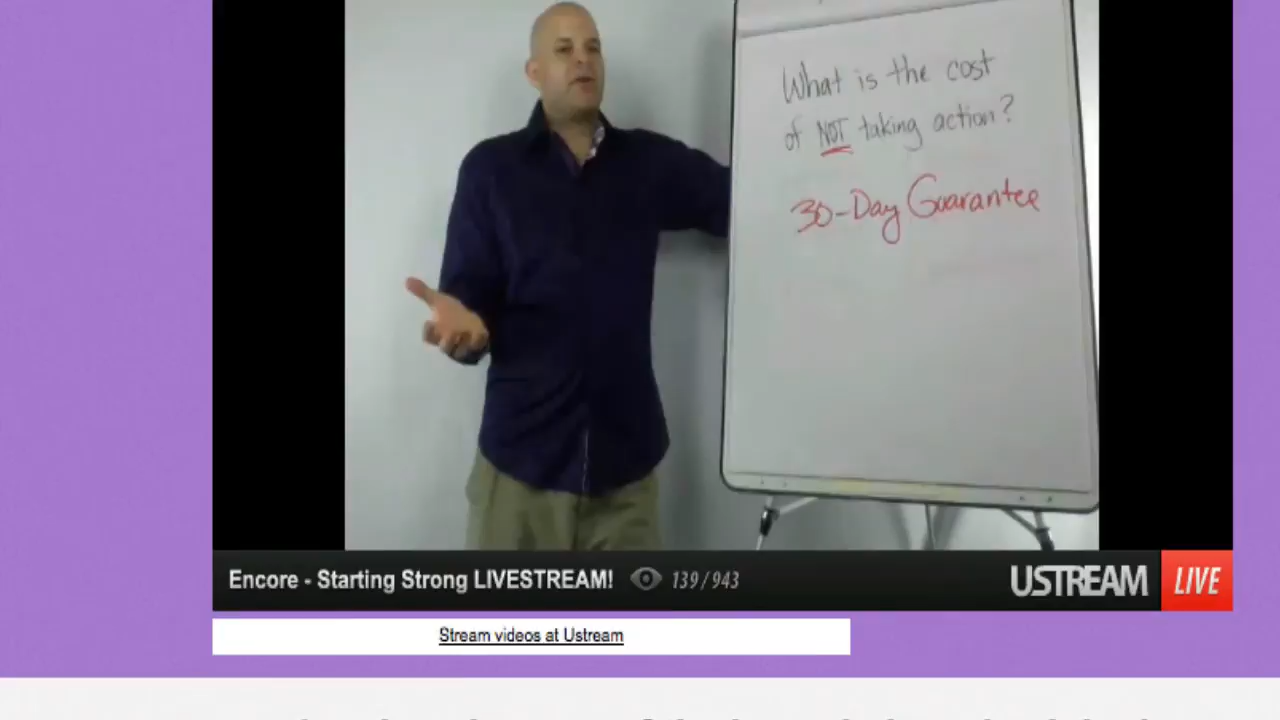 What is the cost
of NOT taking action?
30-Day Guarantee
Encore - Starting Strong LIVESTREAM! 139 / 943
USTREAM LIVE
Stream videos at Ustream